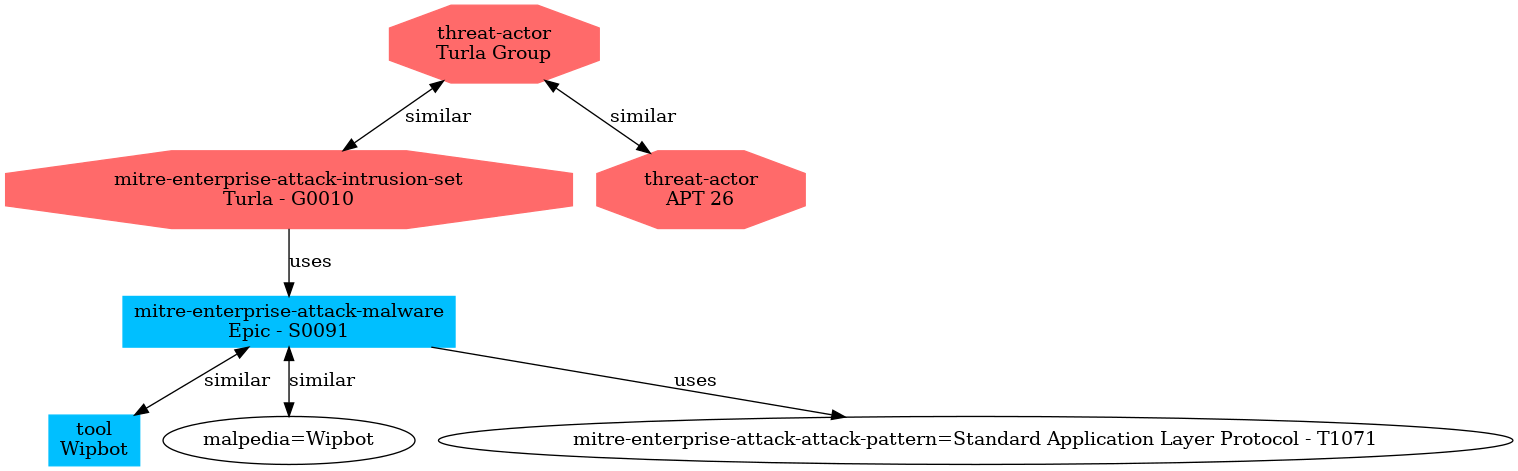 threat-actor
Turla Group
similar
similar
mitre-enterprise-attack-intrusion-set
Turla - G0010
threat-actor
APT 26
uses
mitre-enterprise-attack-malware
Epic - S0091
similar
similar
uses
tool
Wipbot
malpedia=Wipbot
mitre-enterprise-attack-attack-pattern=Standard Application Layer Protocol - T1071